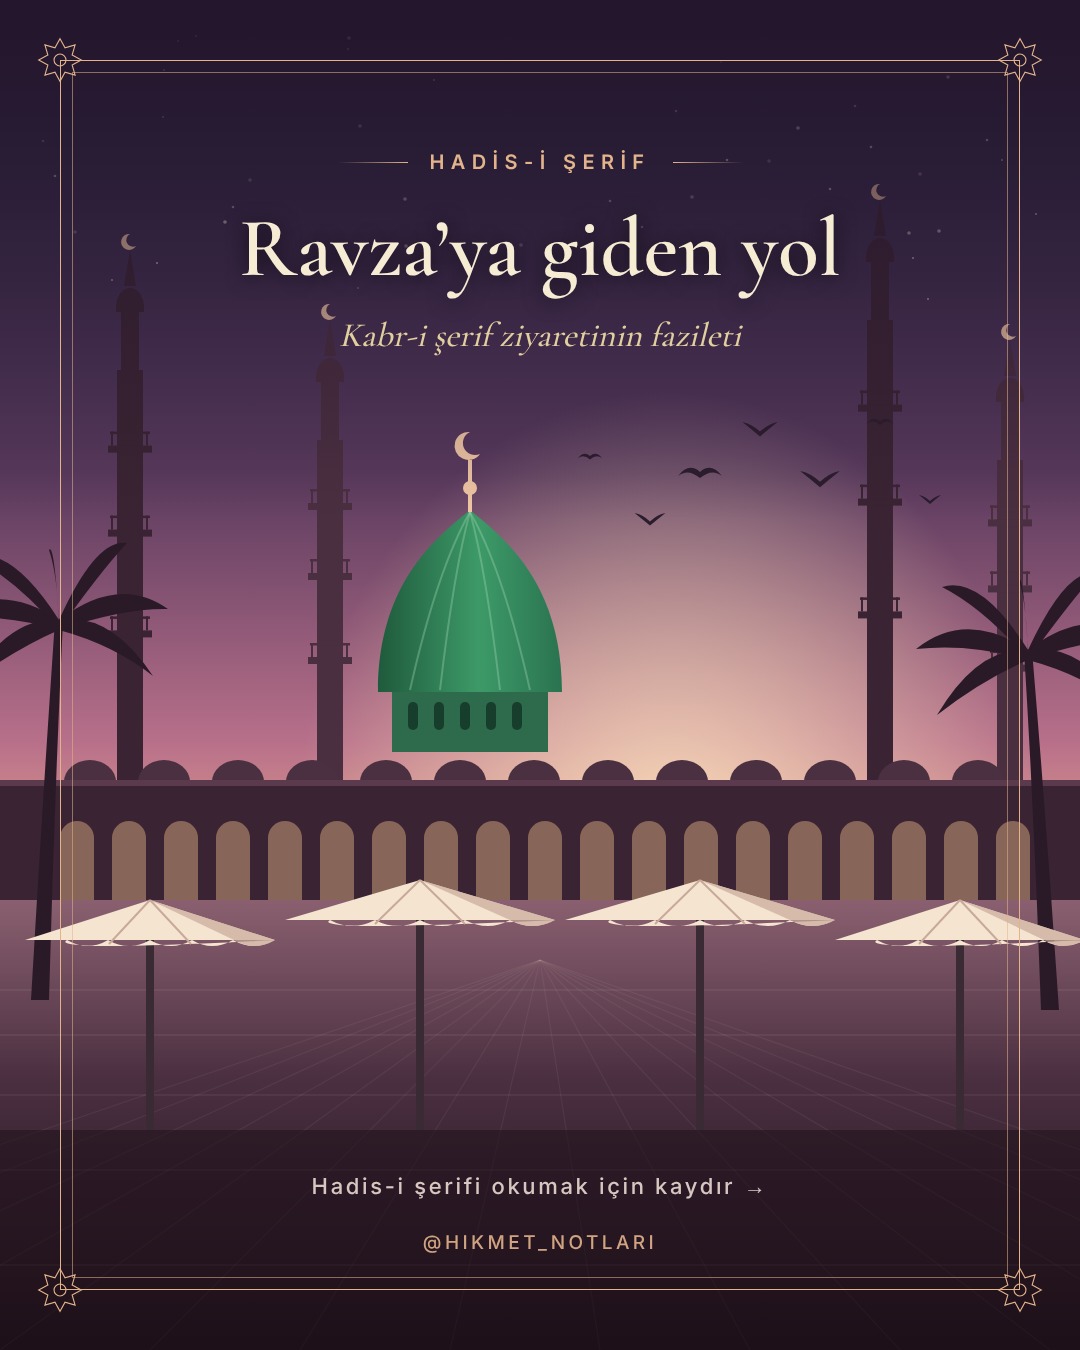 HADİS-İ ŞERİF
Ravza’ya giden yol
Kabr-i şerif ziyaretinin fazileti
Hadis-i şerifi okumak için kaydır →
@HIKMET_NOTLARI